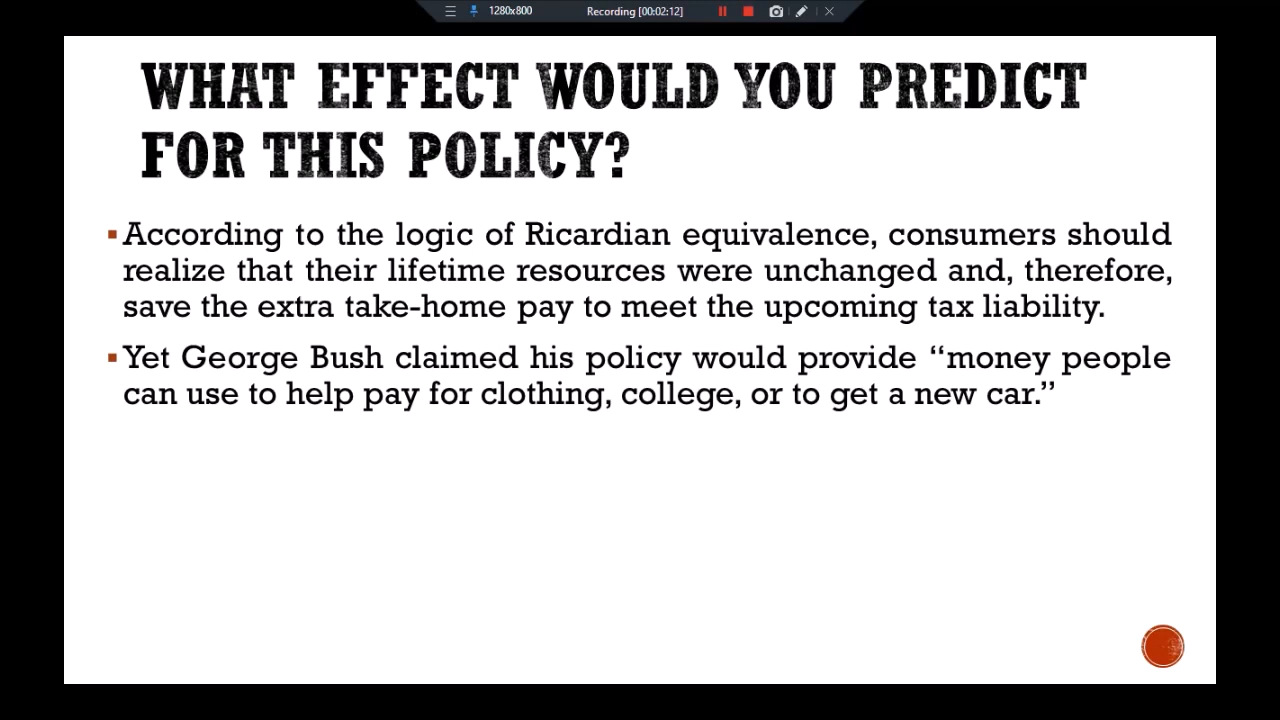 1280x800 Recording [00:02:12]
WHAT EFFECT WOULD YOU PREDICT
FOR THIS POLICY?
▪According to the logic of Ricardian equivalence, consumers should
realize that their lifetime resources were unchanged and, therefore,
save the extra take-home pay to meet the upcoming tax liability.
▪Yet George Bush claimed his policy would provide “money people
can use to help pay for clothing, college, or to get a new car.”